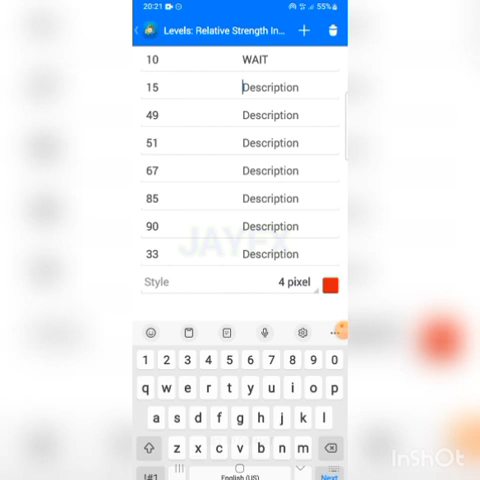 20:21
55%
Levels: Relative Strength In...
10 WAIT
15 Description
49 Description
51 Description
67 Description
85 Description
90 Description
JAYFX
33 Description
Style 4 pixel
1 2 3 4 5 6 7 8 9 0
q w e r t y u i o p
a s d f g h j k l
z x c v b n m
!#1 English (US) Next
InShOt